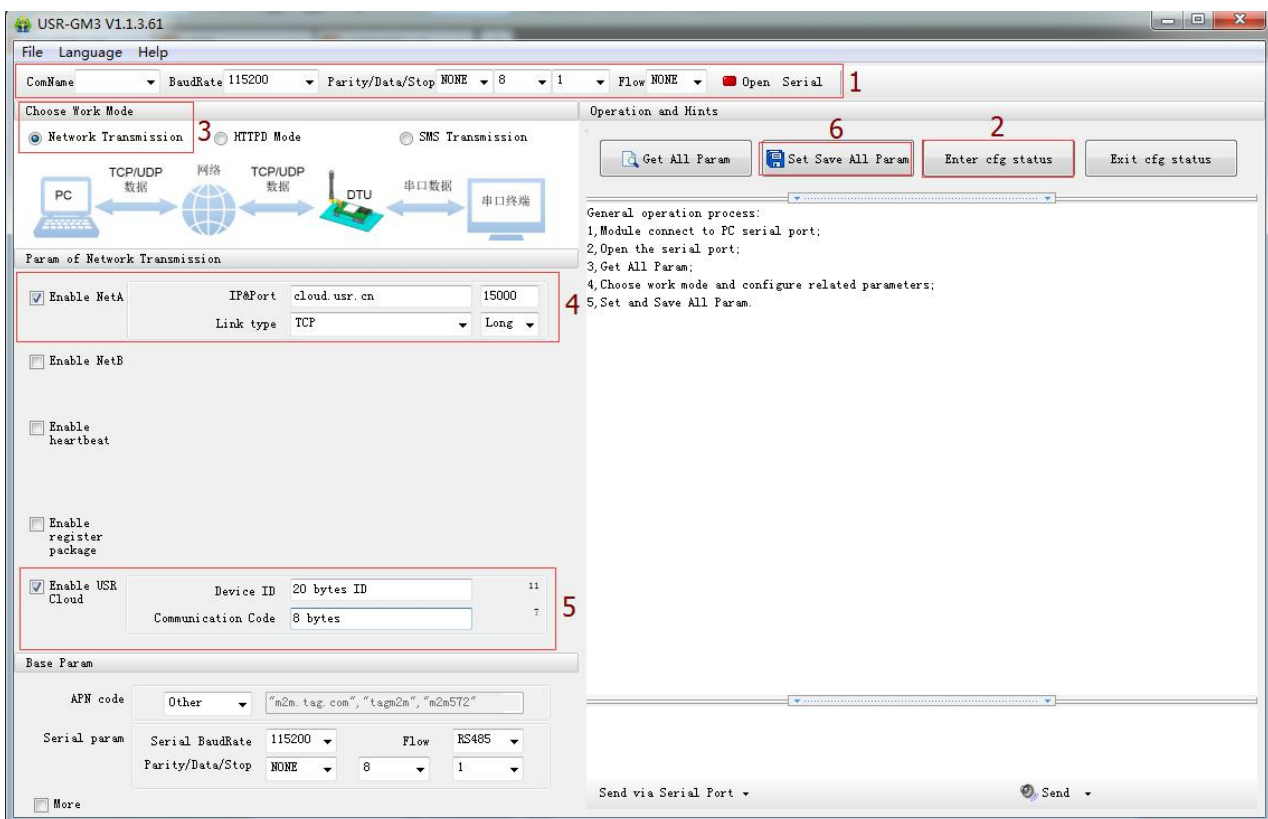 USR-GM3 V1.1.3.61
File Language Help
ComName BaudRate 115200 Parity/Data/Stop NONE 8 1 Flow NONE Open Serial 1
Choose Work Mode
Network Transmission 3 HTTPD Mode SMS Transmission
PC TCP/UDP 数据 网络 TCP/UDP 数据 DTU 串口数据 串口终端
Param of Network Transmission
Enable NetA IP&Port cloud.usr.cn 15000
Link type TCP Long
4
Enable NetB
Enable
heartbeat
Enable
register
package
Enable USR
Cloud
Device ID 20 bytes ID 11
Communication Code 8 bytes 7
5
Base Param
APN code Other "m2m.tag.com","tagm2m","m2m572"
Serial param Serial BaudRate 115200 Flow RS485
Parity/Data/Stop NONE 8 1
More
Operation and Hints
6 2
Get All Param Set Save All Param Enter cfg status Exit cfg status
General operation process:
1,Module connect to PC serial port;
2,Open the serial port;
3,Get All Param;
4,Choose work mode and configure related parameters;
5,Set and Save All Param.
Send via Serial Port Send